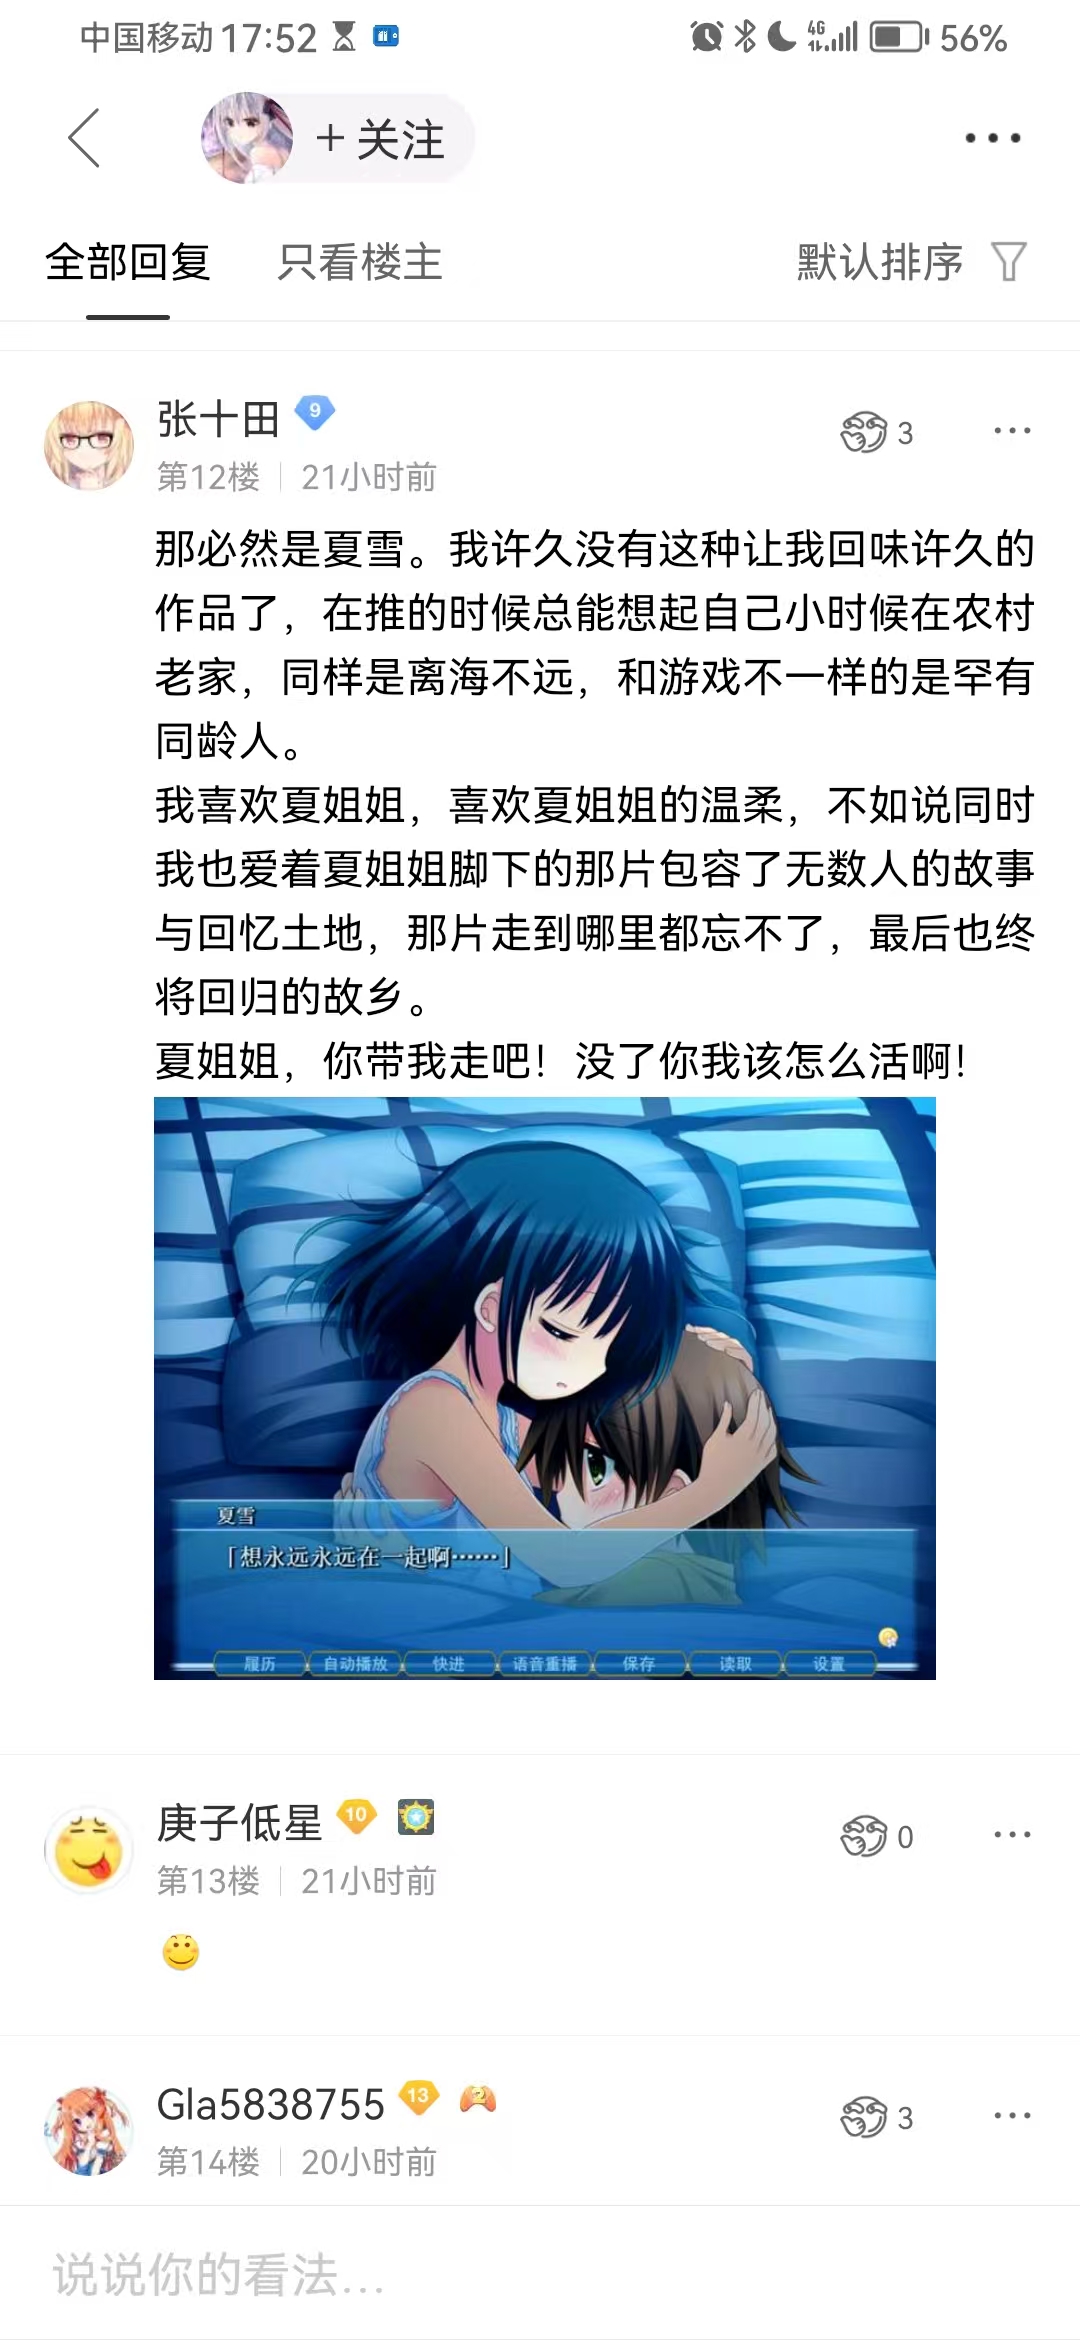 中国移动 17:52 4G 56%
+ 关注
全部回复 只看楼主 默认排序
张十田 9 3
第12楼 21小时前
那必然是夏雪。我许久没有这种让我回味许久的
作品了，在推的时候总能想起自己小时候在农村
老家，同样是离海不远，和游戏不一样的是罕有
同龄人。
我喜欢夏姐姐，喜欢夏姐姐的温柔，不如说同时
我也爱着夏姐姐脚下的那片包容了无数人的故事
与回忆土地，那片走到哪里都忘不了，最后也终
将回归的故乡。
夏姐姐，你带我走吧！没了你我该怎么活啊！
夏雪
「想永远永远在一起啊……」
履历 自动播放 快进 语音重播 保存 读取 设置
庚子低星 10 0
第13楼 21小时前
Gla5838755 13 2 3
第14楼 20小时前
说说你的看法...